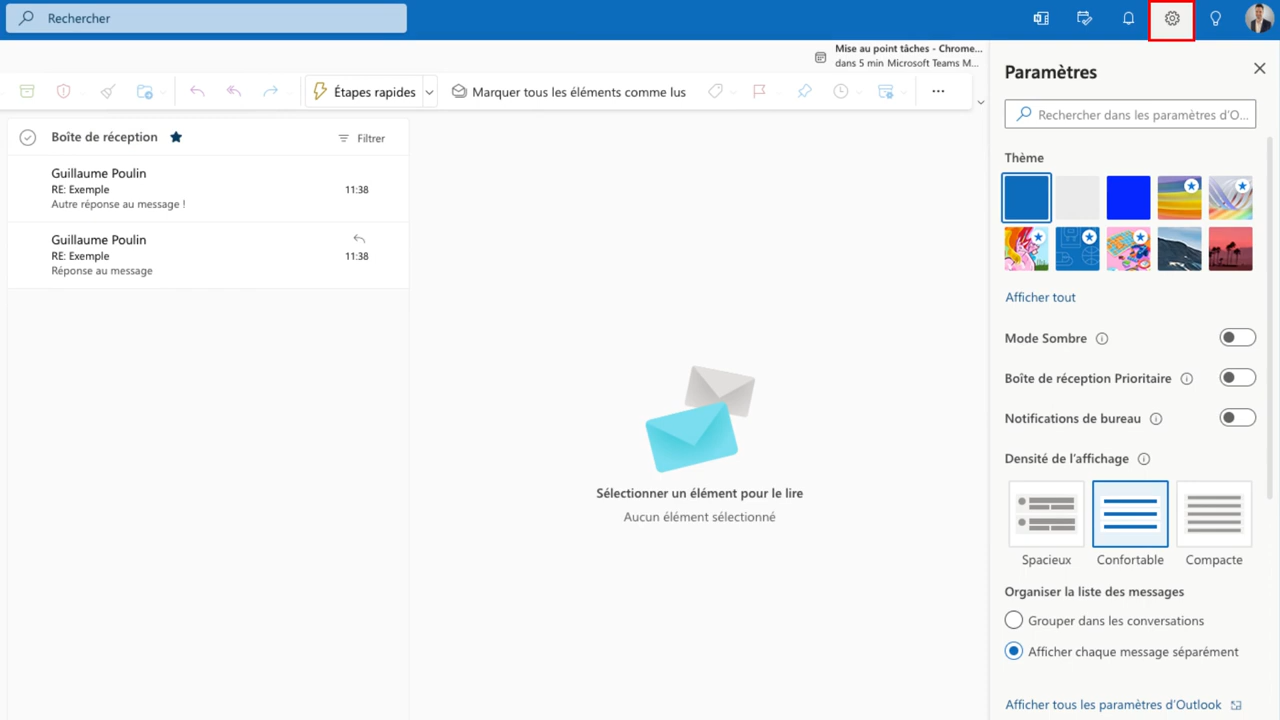 Rechercher
Mise au point tâches - Chrome...
dans 5 min Microsoft Teams M...
Étapes rapides
Marquer tous les éléments comme lus
Boîte de réception
Filtrer
Guillaume Poulin
RE: Exemple
11:38
Autre réponse au message !
Guillaume Poulin
RE: Exemple
11:38
Réponse au message
Sélectionner un élément pour le lire
Aucun élément sélectionné
Paramètres
Rechercher dans les paramètres d'O...
Thème
Afficher tout
Mode Sombre
Boîte de réception Prioritaire
Notifications de bureau
Densité de l'affichage
Spacieux
Confortable
Compacte
Organiser la liste des messages
Grouper dans les conversations
Afficher chaque message séparément
Afficher tous les paramètres d'Outlook